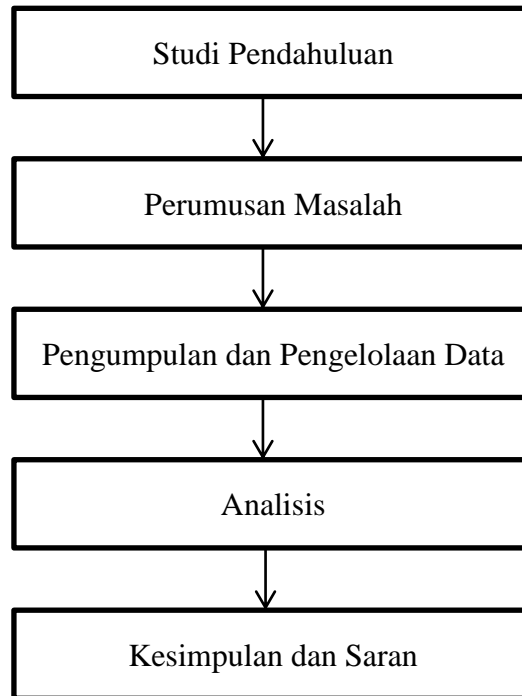 Studi Pendahuluan
Perumusan Masalah
Pengumpulan dan Pengelolaan Data
Analisis
Kesimpulan dan Saran